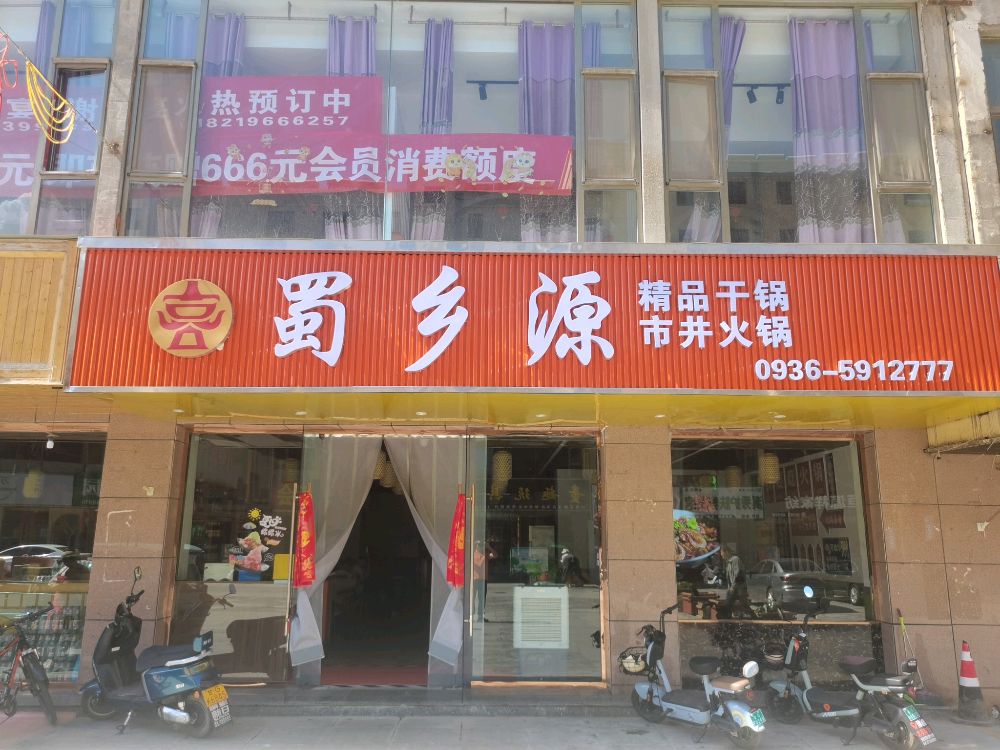 热预订中
18219666257
666元会员消费额度
蜀乡源
精品干锅
市井火锅
0936-5912777